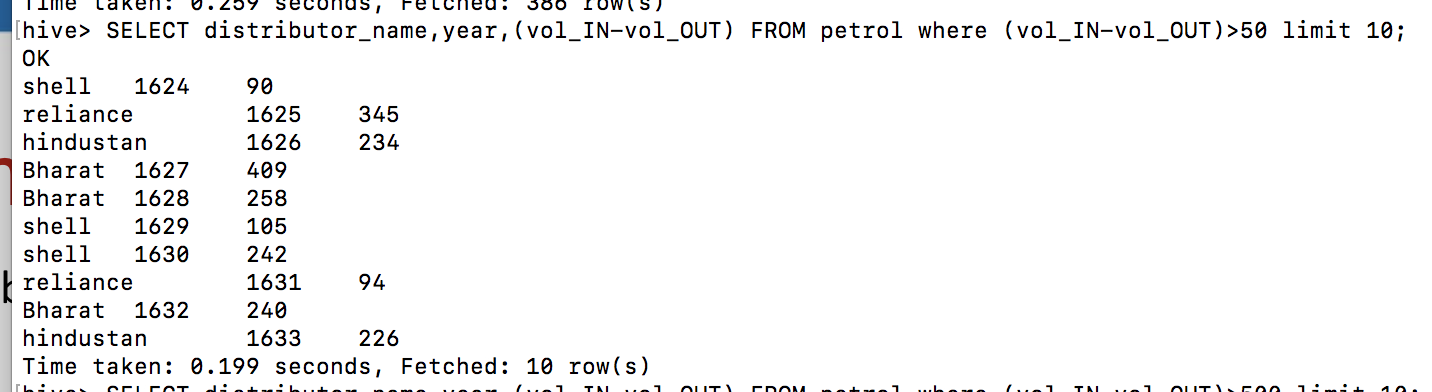 Time taken: 0.259 seconds, Fetched: 386 row(s)
[hive> SELECT distributor_name,year,(vol_IN-vol_OUT) FROM petrol where (vol_IN-vol_OUT)>50 limit 10;
OK
shell	1624	90
reliance	1625	345
hindustan	1626	234
Bharat	1627	409
Bharat	1628	258
shell	1629	105
shell	1630	242
reliance	1631	94
Bharat	1632	240
hindustan	1633	226
Time taken: 0.199 seconds, Fetched: 10 row(s)
[hive> SELECT distributor_name,year,(vol_IN-vol_OUT) FROM petrol where (vol_IN-vol_OUT)>500 limit 10;